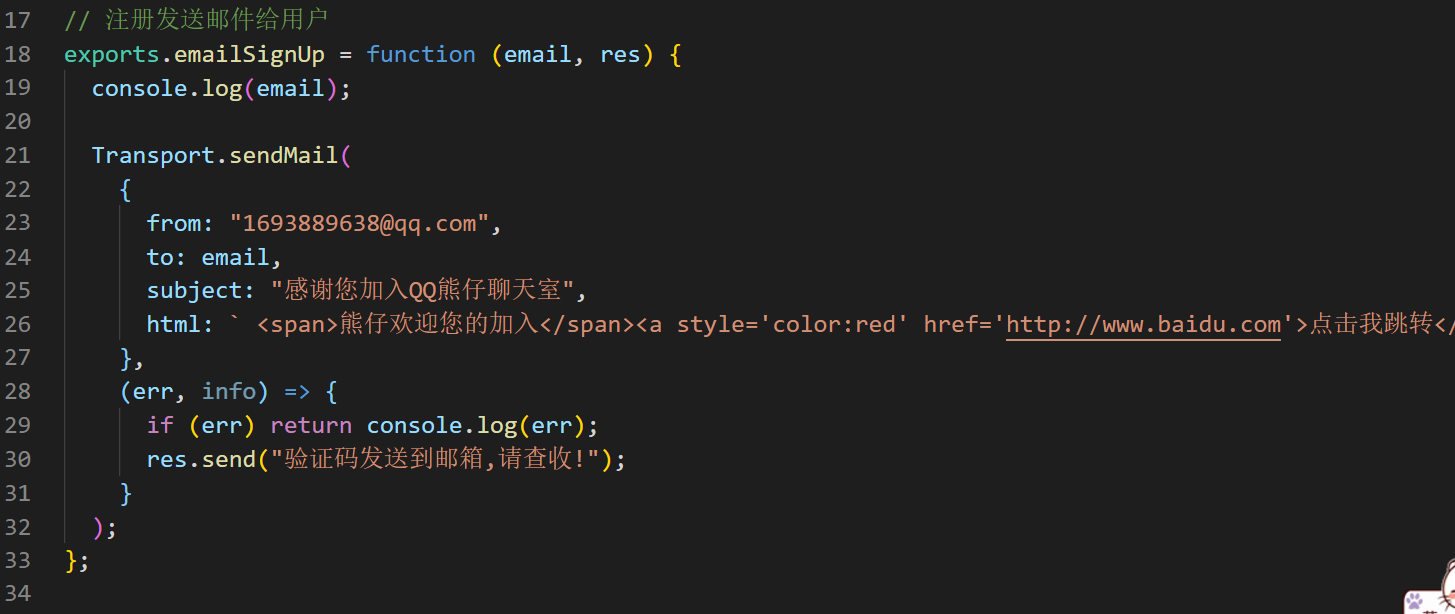 17 // 注册发送邮件给用户
18 exports.emailSignUp = function (email, res) {
19 console.log(email);
20
21 Transport.sendMail(
22 {
23 from: "1693889638@qq.com",
24 to: email,
25 subject: "感谢您加入QQ熊仔聊天室",
26 html: ` <span>熊仔欢迎您的加入</span><a style='color:red' href='http://www.baidu.com'>点击我跳转</
27 },
28 (err, info) => {
29 if (err) return console.log(err);
30 res.send("验证码发送到邮箱,请查收!");
31 }
32 );
33 };
34